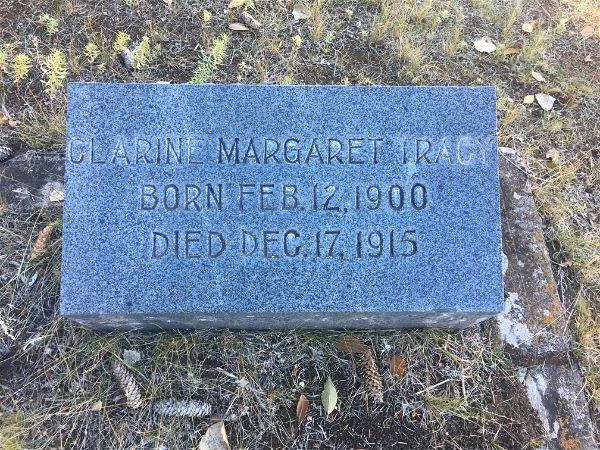 CLARINE MARGARET TRACY
BORN FEB. 12, 1900
DIED DEC. 17, 1915